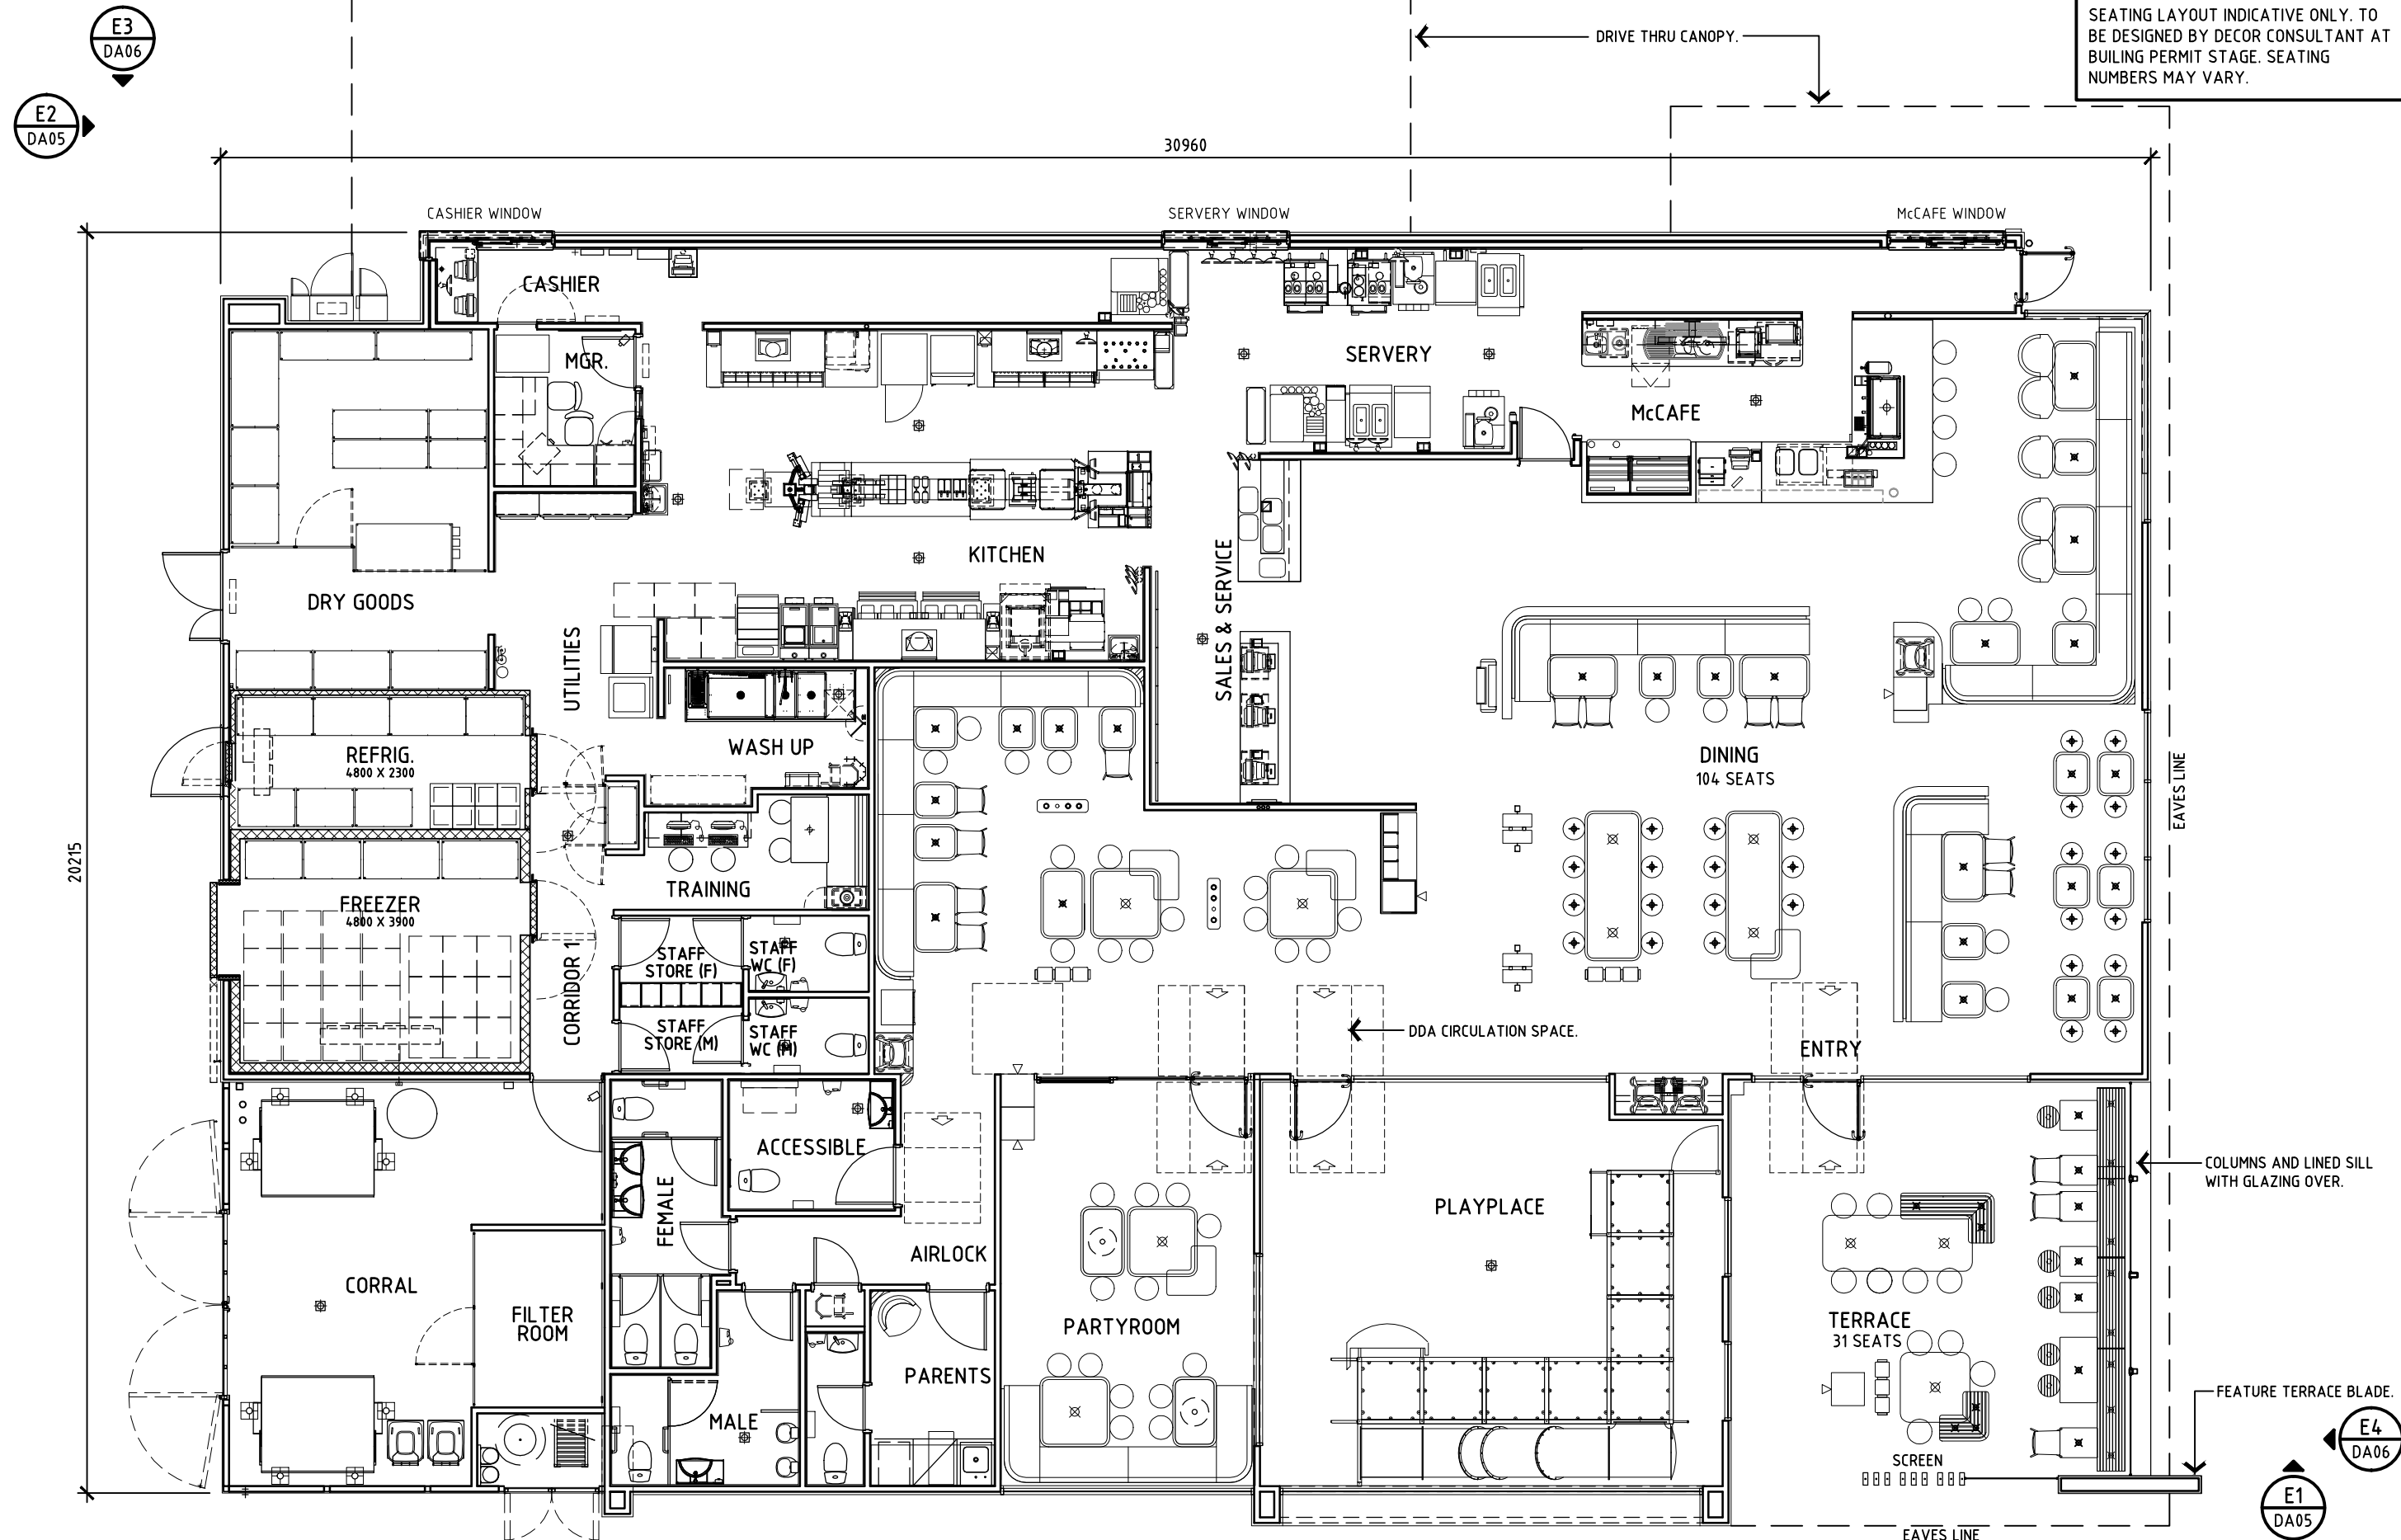 E3
DA06
E2
DA05
DRIVE THRU CANOPY.
SEATING LAYOUT INDICATIVE ONLY. TO
BE DESIGNED BY DECOR CONSULTANT AT
BUILING PERMIT STAGE. SEATING
NUMBERS MAY VARY.
30960
CASHIER WINDOW
SERVERY WINDOW
McCAFE WINDOW
CASHIER
MGR.
SERVERY
McCAFE
KITCHEN
DRY GOODS
UTILITIES
SALES & SERVICE
REFRIG.
4800 X 2300
WASH UP
DINING
104 SEATS
EAVES LINE
20215
TRAINING
FREEZER
4800 X 3900
CORRIDOR 1
STAFF
STORE (F)
STAFF
WC (F)
STAFF
STORE (M)
STAFF
WC (M)
DDA CIRCULATION SPACE.
ENTRY
ACCESSIBLE
FEMALE
AIRLOCK
PLAYPLACE
COLUMNS AND LINED SILL
WITH GLAZING OVER.
CORRAL
FILTER
ROOM
PARTYROOM
TERRACE
31 SEATS
PARENTS
MALE
FEATURE TERRACE BLADE.
SCREEN
E4
DA06
E1
DA05
EAVES LINE